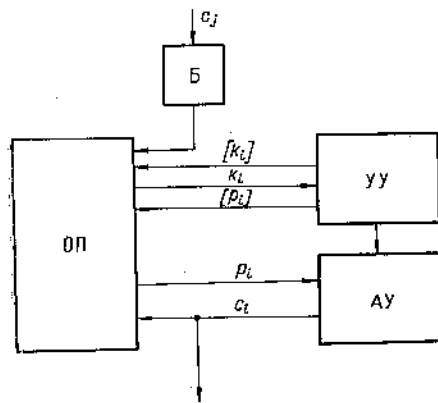 c_j
Б
[k_i]
k_i
[p_i]
УУ
ОП
p_i
c_i
АУ